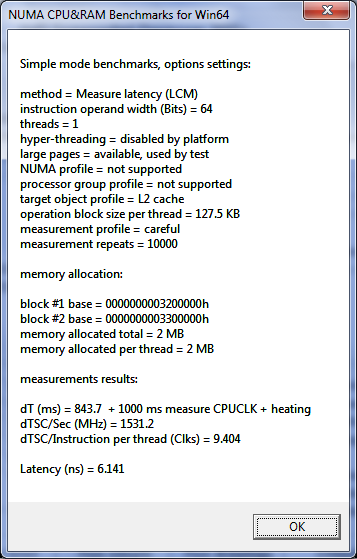 NUMA CPU&RAM Benchmarks for Win64
Simple mode benchmarks, options settings:
method = Measure latency (LCM)
instruction operand width (Bits) = 64
threads = 1
hyper-threading = disabled by platform
large pages = available, used by test
NUMA profile = not supported
processor group profile = not supported
target object profile = L2 cache
operation block size per thread = 127.5 KB
measurement profile = careful
measurement repeats = 10000
memory allocation:
block #1 base = 0000000003200000h
block #2 base = 0000000003300000h
memory allocated total = 2 MB
memory allocated per thread = 2 MB
measurements results:
dT (ms) = 843.7  + 1000 ms measure CPUCLK + heating
dTSC/Sec (MHz) = 1531.2
dTSC/Instruction per thread (Clks) = 9.404
Latency (ns) = 6.141
OK